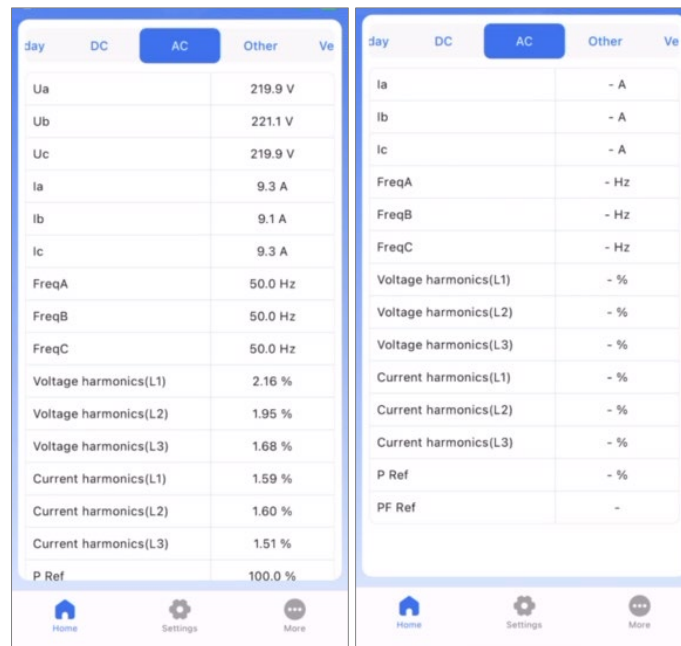 day DC AC Other Ve
Ua 219.9 V
Ub 221.1 V
Uc 219.9 V
Ia 9.3 A
Ib 9.1 A
Ic 9.3 A
FreqA 50.0 Hz
FreqB 50.0 Hz
FreqC 50.0 Hz
Voltage harmonics(L1) 2.16 %
Voltage harmonics(L2) 1.95 %
Voltage harmonics(L3) 1.68 %
Current harmonics(L1) 1.59 %
Current harmonics(L2) 1.60 %
Current harmonics(L3) 1.51 %
P Ref 100.0 %
Home Settings More
day DC AC Other Ve
Ia - A
Ib - A
Ic - A
FreqA - Hz
FreqB - Hz
FreqC - Hz
Voltage harmonics(L1) - %
Voltage harmonics(L2) - %
Voltage harmonics(L3) - %
Current harmonics(L1) - %
Current harmonics(L2) - %
Current harmonics(L3) - %
P Ref - %
PF Ref -
Home Settings More